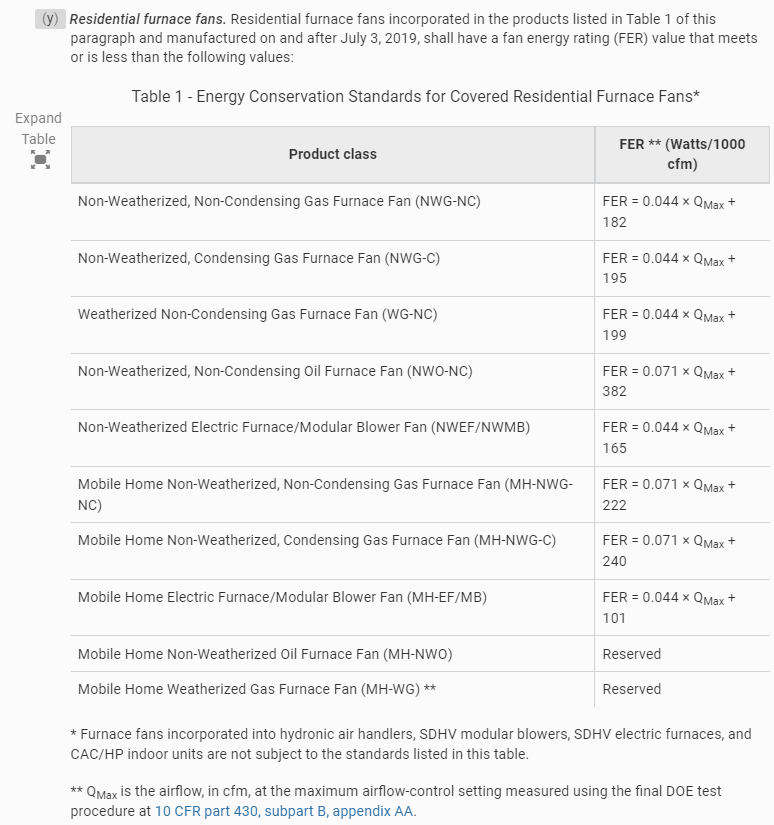 (y) Residential furnace fans. Residential furnace fans incorporated in the products listed in Table 1 of this
paragraph and manufactured on and after July 3, 2019, shall have a fan energy rating (FER) value that meets
or is less than the following values:
Table 1 - Energy Conservation Standards for Covered Residential Furnace Fans*
Expand
Table
Product class
FER ** (Watts/1000
cfm)
Non-Weatherized, Non-Condensing Gas Furnace Fan (NWG-NC)
FER = 0.044 × QMax +
182
Non-Weatherized, Condensing Gas Furnace Fan (NWG-C)
FER = 0.044 × QMax +
195
Weatherized Non-Condensing Gas Furnace Fan (WG-NC)
FER = 0.044 × QMax +
199
Non-Weatherized, Non-Condensing Oil Furnace Fan (NWO-NC)
FER = 0.071 × QMax +
382
Non-Weatherized Electric Furnace/Modular Blower Fan (NWEF/NWMB)
FER = 0.044 × QMax +
165
Mobile Home Non-Weatherized, Non-Condensing Gas Furnace Fan (MH-NWG-
NC)
FER = 0.071 × QMax +
222
Mobile Home Non-Weatherized, Condensing Gas Furnace Fan (MH-NWG-C)
FER = 0.071 × QMax +
240
Mobile Home Electric Furnace/Modular Blower Fan (MH-EF/MB)
FER = 0.044 × QMax +
101
Mobile Home Non-Weatherized Oil Furnace Fan (MH-NWO)
Reserved
Mobile Home Weatherized Gas Furnace Fan (MH-WG) **
Reserved
* Furnace fans incorporated into hydronic air handlers, SDHV modular blowers, SDHV electric furnaces, and
CAC/HP indoor units are not subject to the standards listed in this table.
** QMax is the airflow, in cfm, at the maximum airflow-control setting measured using the final DOE test
procedure at 10 CFR part 430, subpart B, appendix AA.